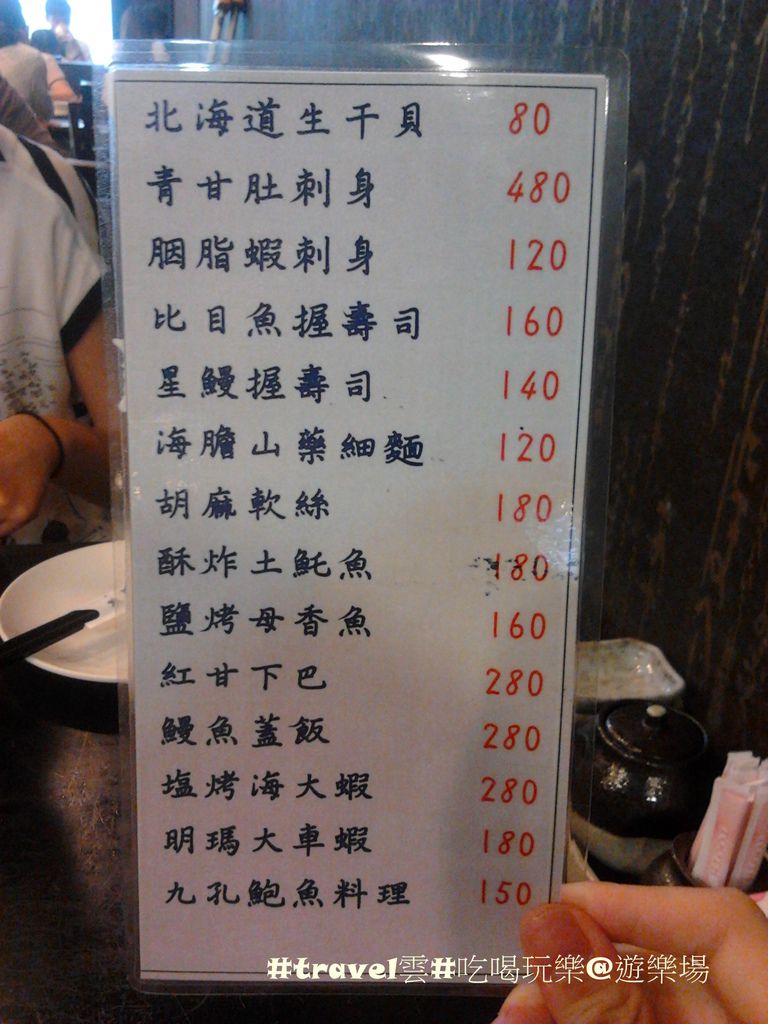 北海道生干貝 80
青甘肚刺身 480
胭脂蝦刺身 120
比目魚握壽司 160
星鰻握壽司 140
海膽山藥細麵 120
胡麻軟絲 180
酥炸土魠魚 180
鹽烤母香魚 160
紅甘下巴 280
鰻魚蓋飯 280
塩烤海大蝦 280
明瑪大車蝦 180
九孔鮑魚料理 150
#travel雲#吃喝玩樂@遊樂場